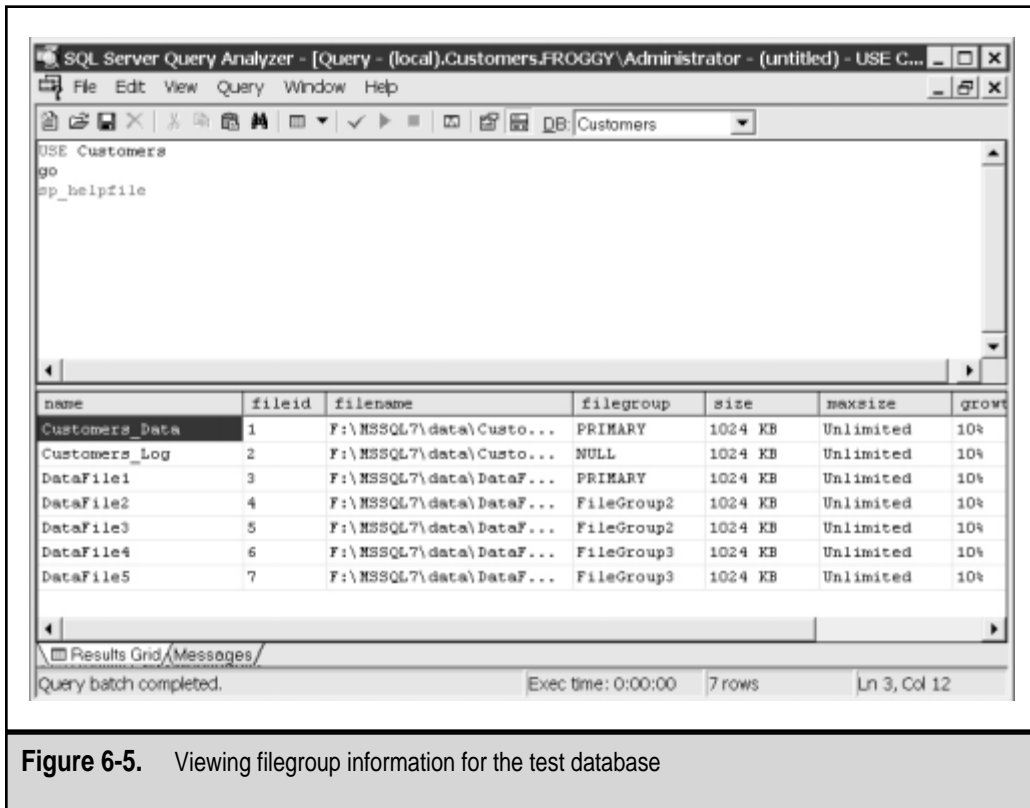 SQL Server Query Analyzer - [Query - (local).Customers.FROGGY\Administrator - (untitled) - USE C...
File Edit View Query Window Help
DB: Customers
USE Customers
go
sp_helpfile
name fileid filename filegroup size maxsize growt
Customers_Data 1 F:\MSSQL7\data\Custo... PRIMARY 1024 KB Unlimited 10%
Customers_Log 2 F:\MSSQL7\data\Custo... NULL 1024 KB Unlimited 10%
DataFile1 3 F:\MSSQL7\data\DataF... PRIMARY 1024 KB Unlimited 10%
DataFile2 4 F:\MSSQL7\data\DataF... FileGroup2 1024 KB Unlimited 10%
DataFile3 5 F:\MSSQL7\data\DataF... FileGroup2 1024 KB Unlimited 10%
DataFile4 6 F:\MSSQL7\data\DataF... FileGroup3 1024 KB Unlimited 10%
DataFile5 7 F:\MSSQL7\data\DataF... FileGroup3 1024 KB Unlimited 10%
Results Grid Messages
Query batch completed. Exec time: 0:00:00 7 rows Ln 3, Col 12
Figure 6-5. Viewing filegroup information for the test database